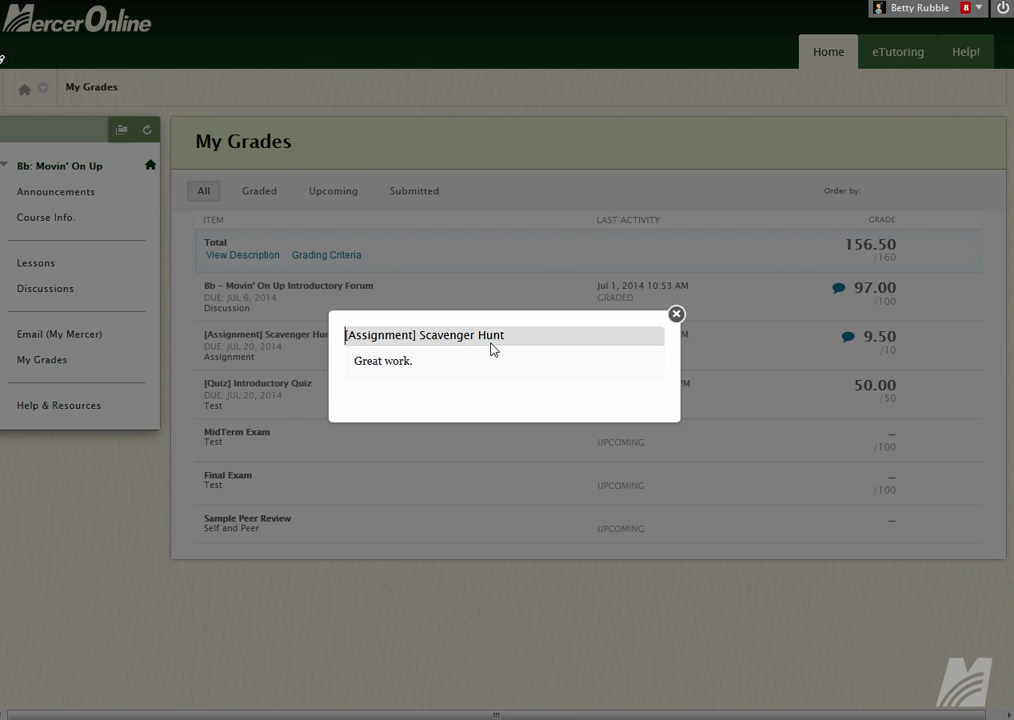 MercerOnline
Betty Rubble 8
Home eTutoring Help!
My Grades
Bb: Movin' On Up
Announcements
Course Info.
Lessons
Discussions
Email (My Mercer)
My Grades
Help & Resources
My Grades
All Graded Upcoming Submitted Order by:
ITEM LAST ACTIVITY GRADE
Total 156.50
View Description Grading Criteria /160
Bb - Movin' On Up Introductory Forum Jul 1, 2014 10:53 AM 97.00
DUE: JUL 6, 2014 GRADED /100
Discussion
[Assignment] Scavenger Hun M 9.50
DUE: JUL 20, 2014 /10
Assignment
[Assignment] Scavenger Hunt
Great work.
[Quiz] Introductory Quiz PM 50.00
DUE: JUL 20, 2014 /50
Test
MidTerm Exam –
Test UPCOMING /100
Final Exam –
Test UPCOMING /100
Sample Peer Review –
Self and Peer UPCOMING